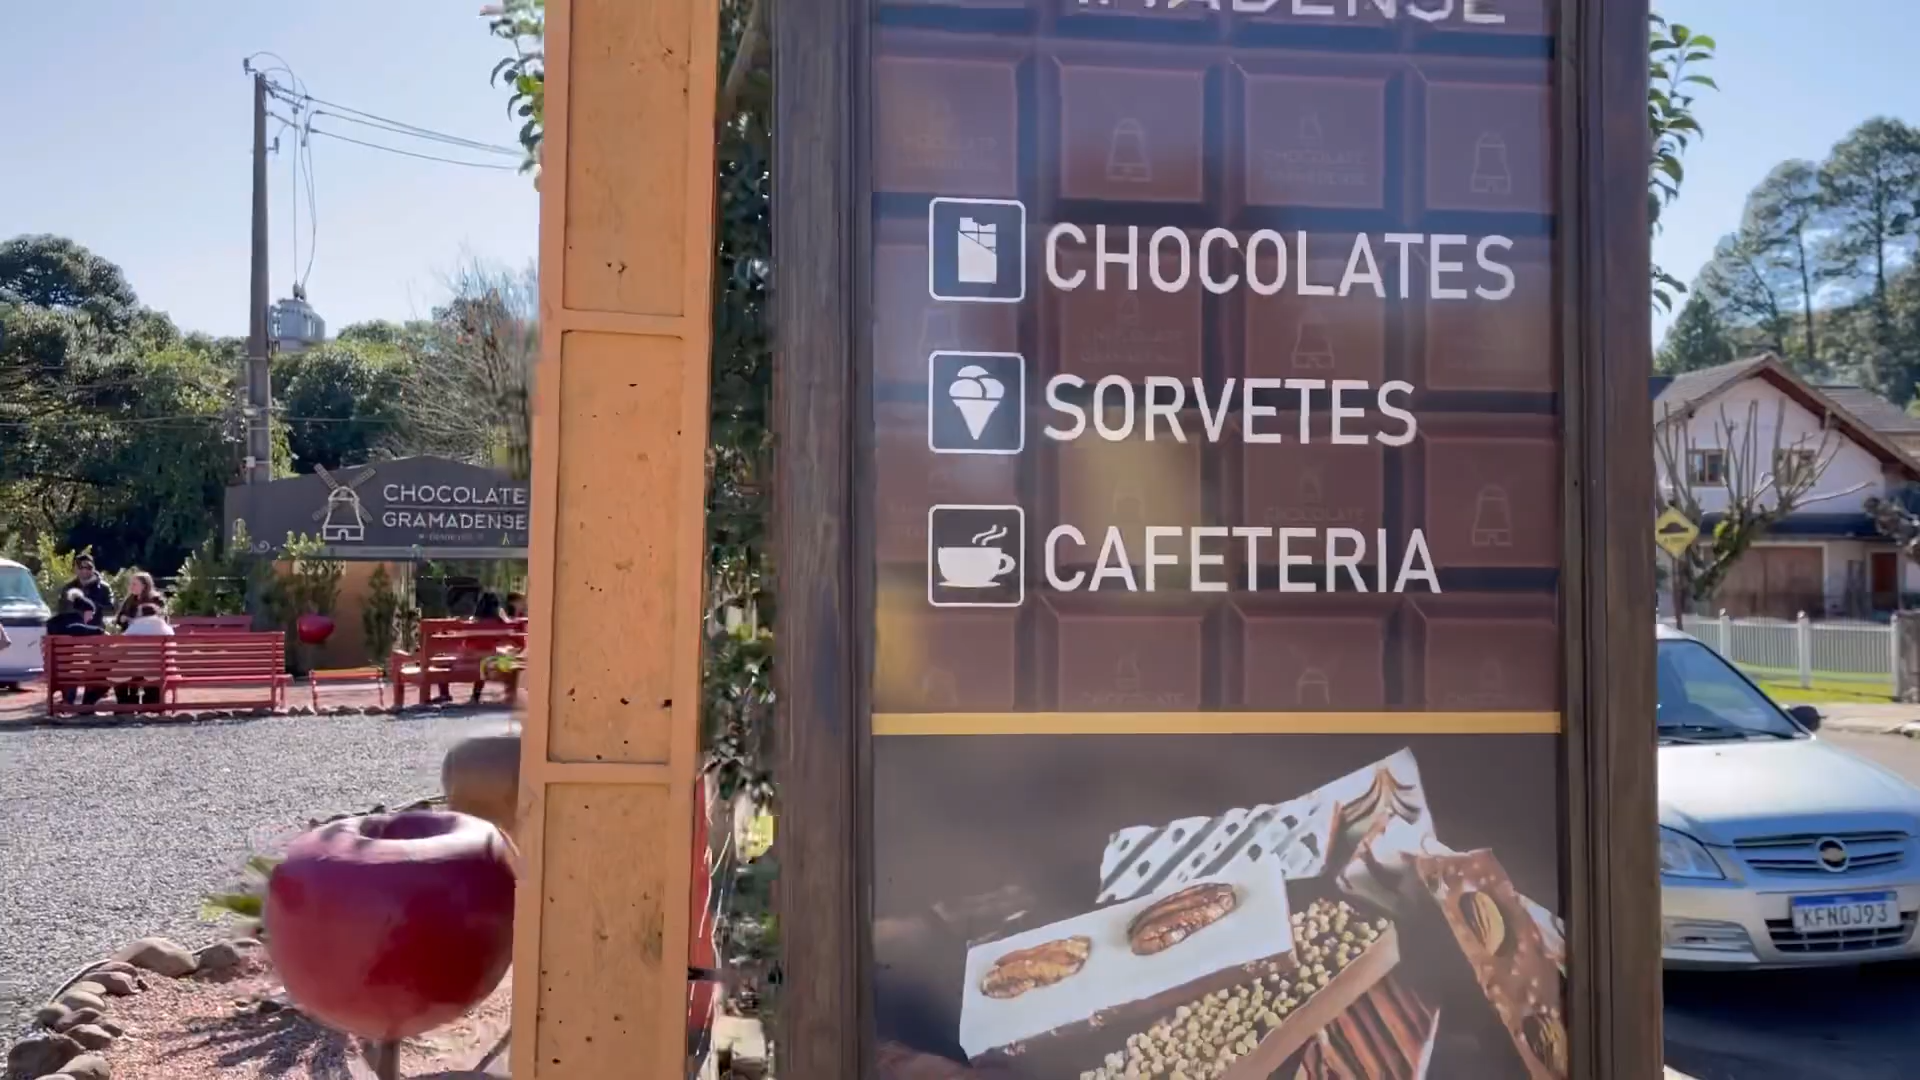 CHOCOLATES
SORVETES
CAFETERIA
CHOCOLATE
GRAMADENSE
KFN0J93